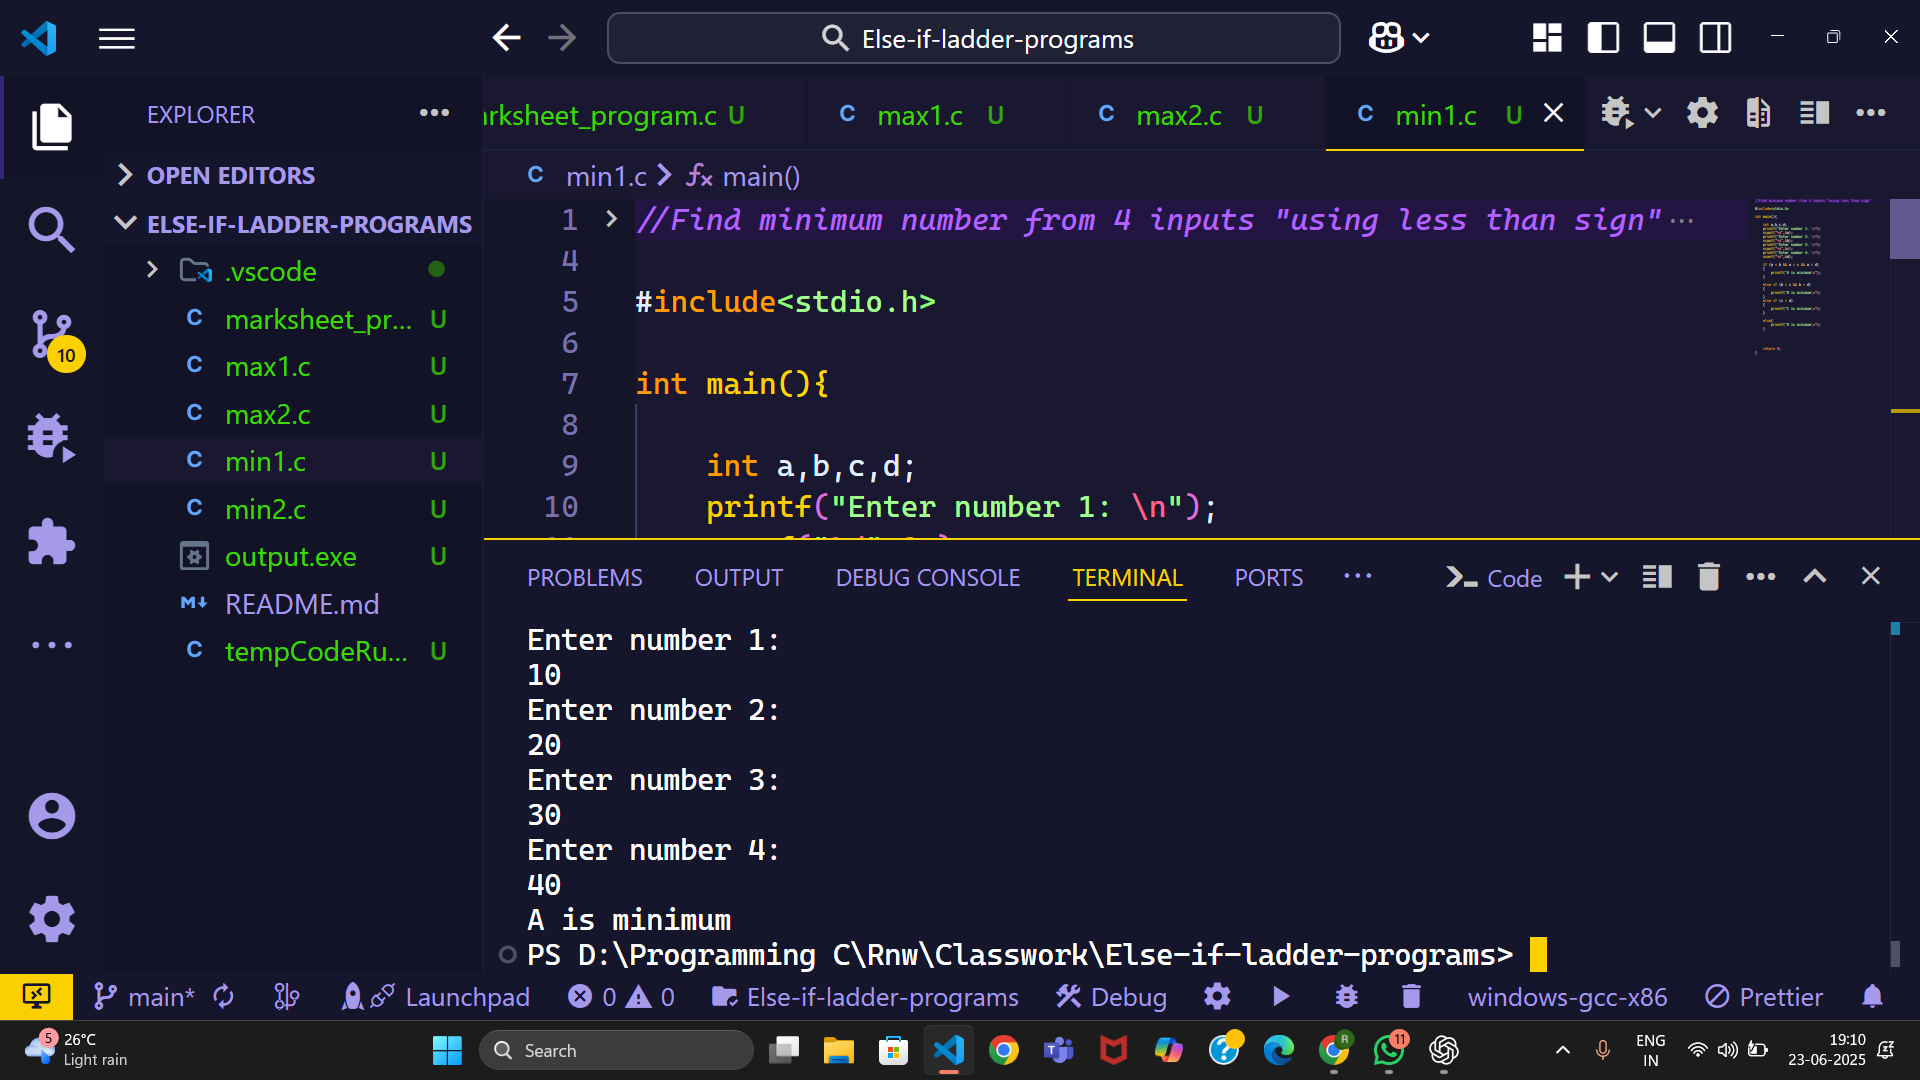 Else-if-ladder-programs
EXPLORER
OPEN EDITORS
ELSE-IF-LADDER-PROGRAMS
.vscode
C marksheet_pr... U
C max1.c U
C max2.c U
C min1.c U
C min2.c U
output.exe U
README.md
C tempCodeRu... U
10
arksheet_program.c U
C max1.c U
C max2.c U
C min1.c U
C min1.c > main()
1 //Find minimum number from 4 inputs "using less than sign"
4
5 #include<stdio.h>
6
7 int main(){
8
9 int a,b,c,d;
10 printf("Enter number 1: \n");
PROBLEMS OUTPUT DEBUG CONSOLE TERMINAL PORTS
Code
Enter number 1:
10
Enter number 2:
20
Enter number 3:
30
Enter number 4:
40
A is minimum
PS D:\Programming C\Rnw\Classwork\Else-if-ladder-programs>
main* Launchpad 0 0 Else-if-ladder-programs Debug windows-gcc-x86 Prettier
5
26°C
Light rain
Search
R
11
ENG
IN
19:10
23-06-2025